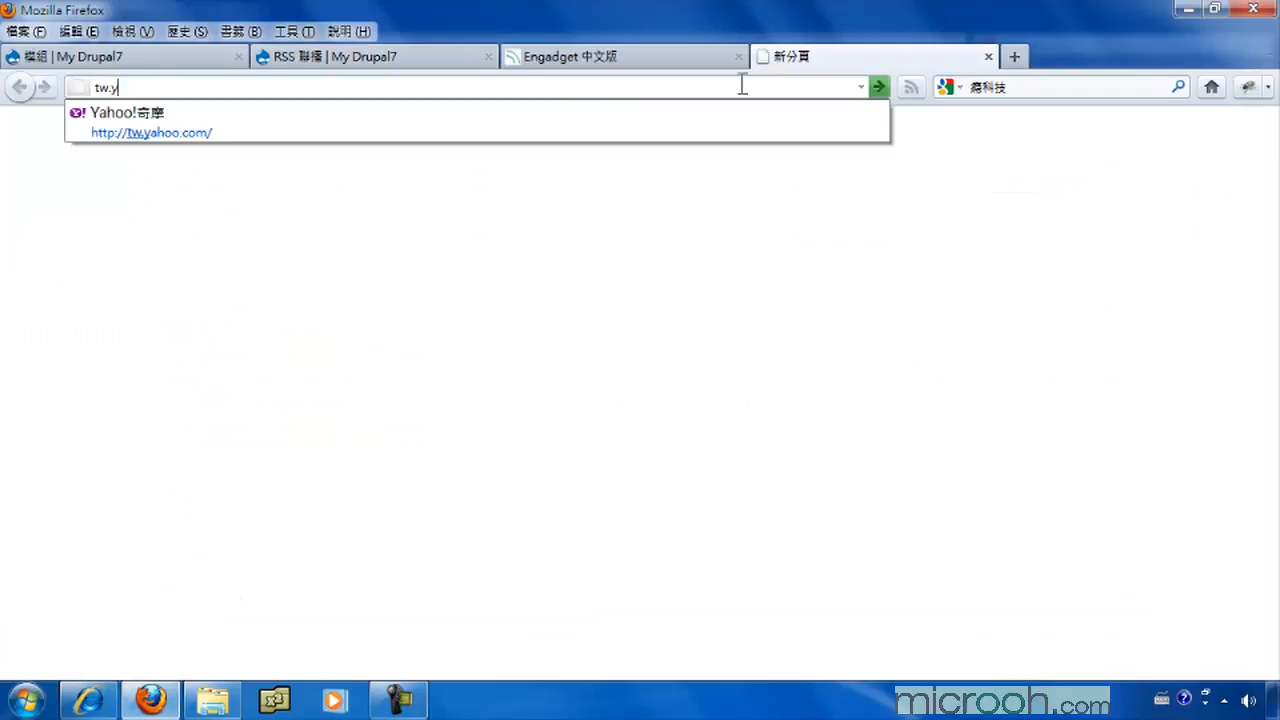 Mozilla Firefox
檔案(F) 編輯(E) 檢視(V) 歷史(S) 書籤(B) 工具(T) 說明(H)
模組 | My Drupal7
RSS 聯播 | My Drupal7
Engadget 中文版
新分頁
tw.y
癮科技
Yahoo!奇摩
http://tw.yahoo.com/
microoh.com